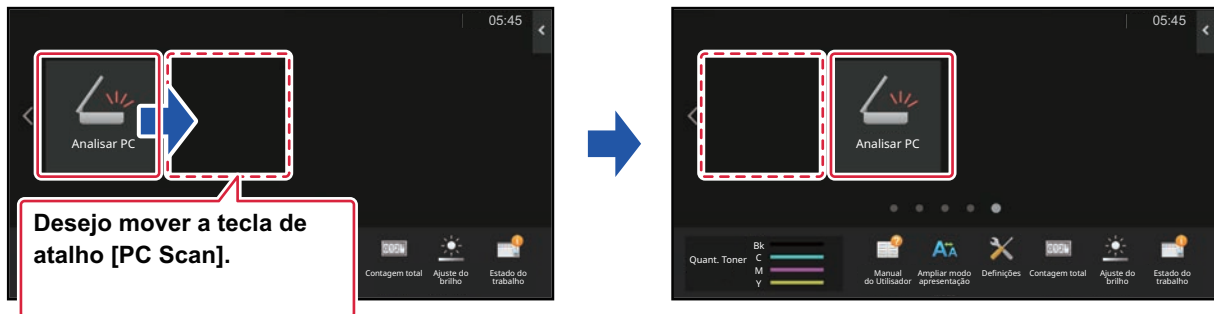 05:45
Analisar PC
Desejo mover a tecla de
atalho [PC Scan].
Contagem total
Ajuste do
brilho
Estado do
trabalho
05:45
Analisar PC
Quant. Toner
Bk
C
M
Y
Manual
do Utilisador
Ampliar modo
apresentação
Definições
Contagem total
Ajuste do
brilho
Estado do
trabalho